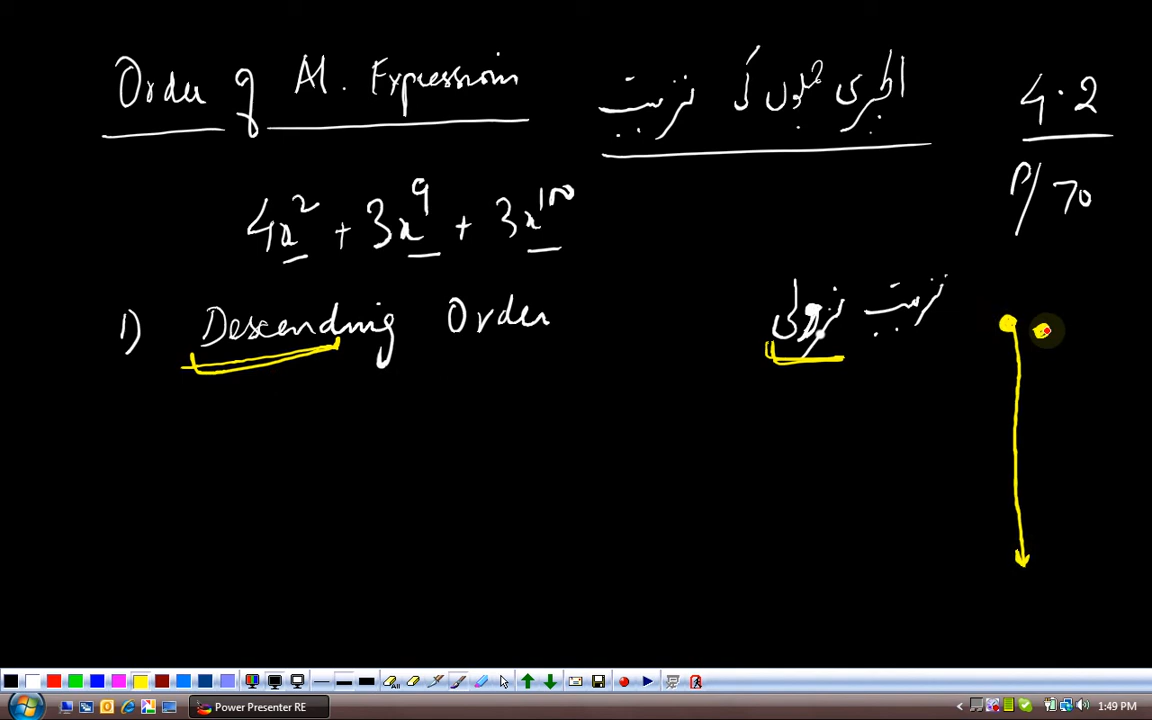 Order of Al. Expression الجبری جملوں کی ترتیب 4.2
P/70
4x² + 3x⁹ + 3x¹⁰⁰
1) Descending Order ترتیب نزولی
Power Presenter RE
1:49 PM